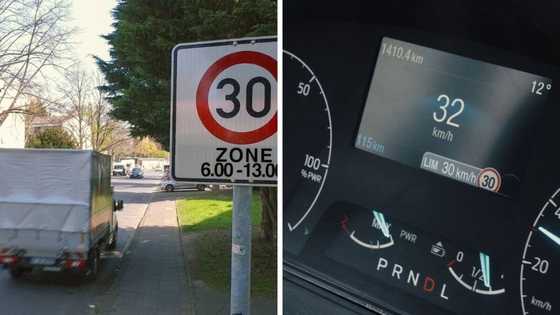 30
ZONE
6.00-13.00
50
100
% PWR
1410.4 km
12°
32
km/h
115 km
LIM 30 km/h 30
MAX
PWR
0
1/2
P R N D L
20
km/h